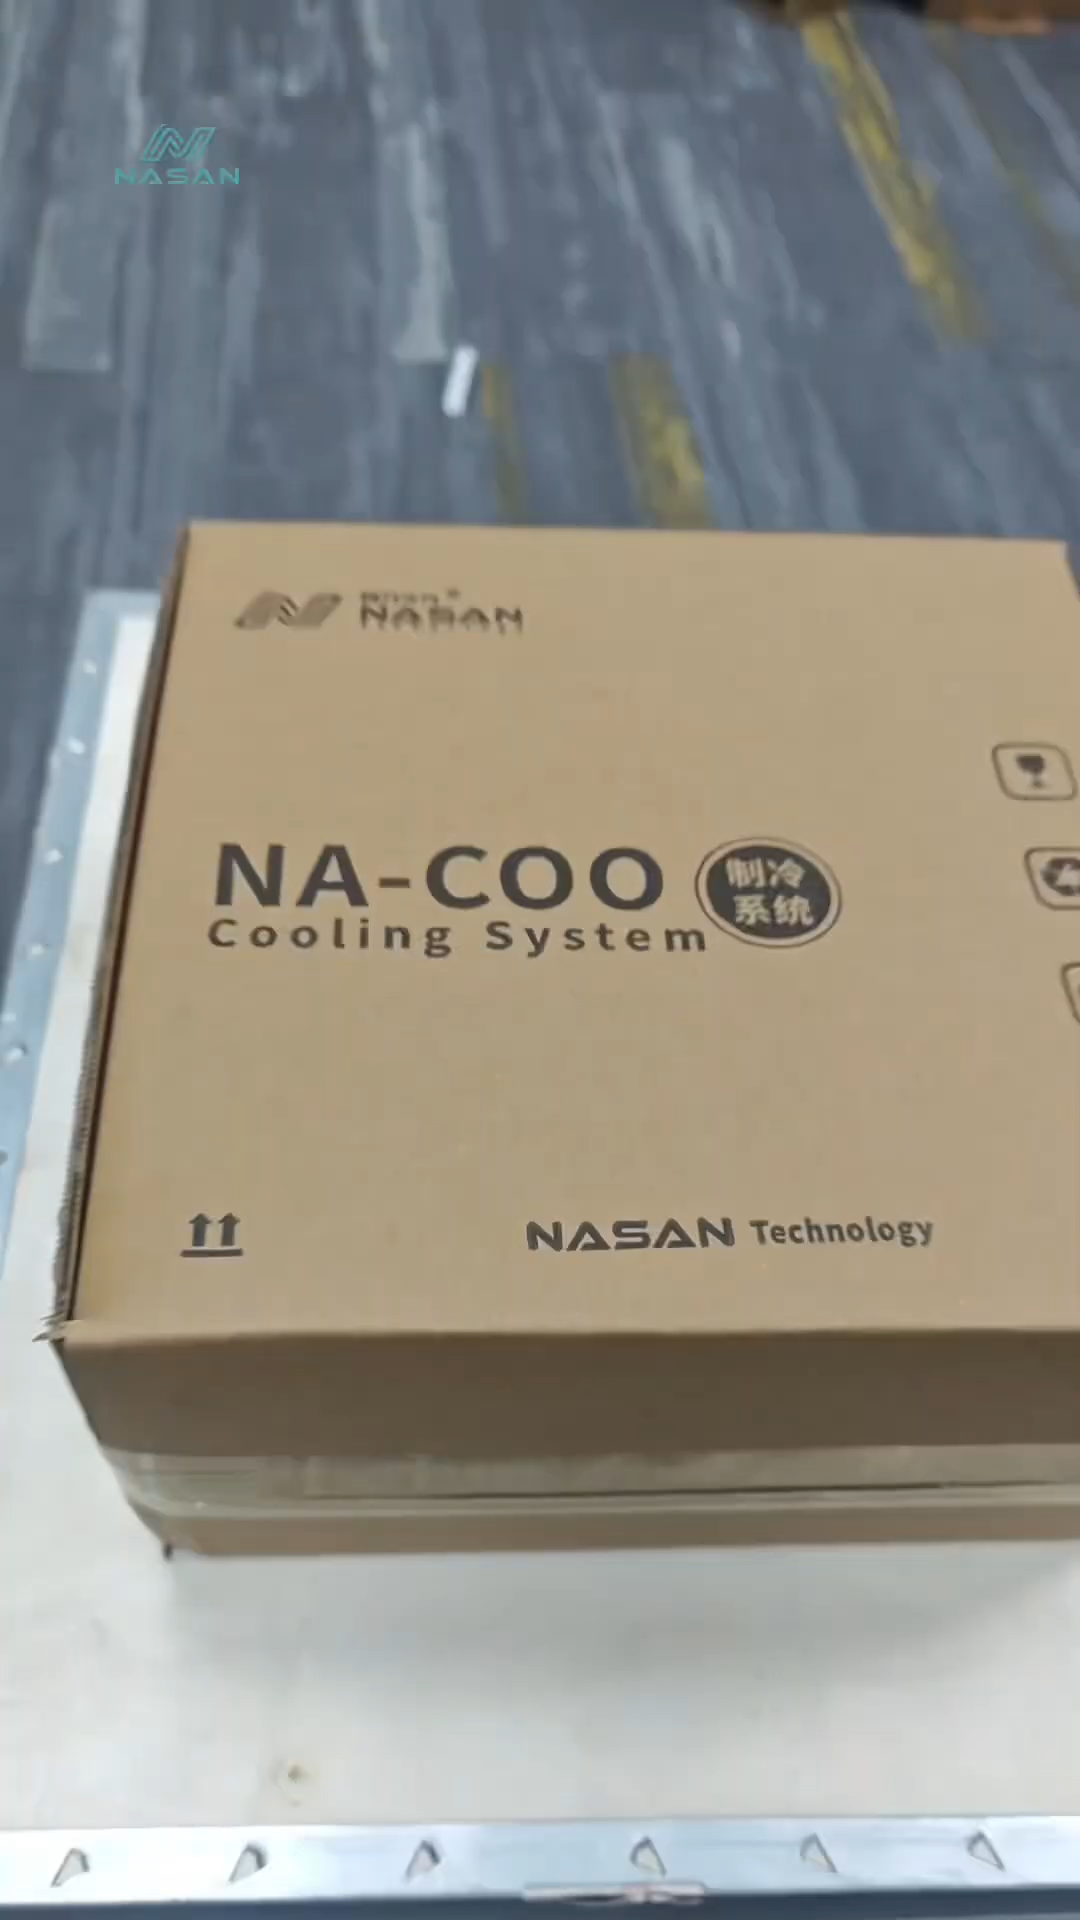 NASAN
NASAN
NA-COO
制冷
系统
Cooling System
NASAN Technology